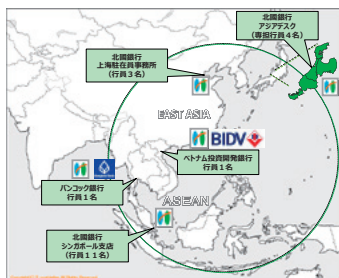 北國銀行
アジアデスク
(専担行員4名)
北國銀行
上海駐在員事務所
(行員3名)
EAST ASIA
BIDV
ベトナム投資開発銀行
行員1名
バンコック銀行
行員1名
ASEAN
北國銀行
シンガポール支店
(行員11名)